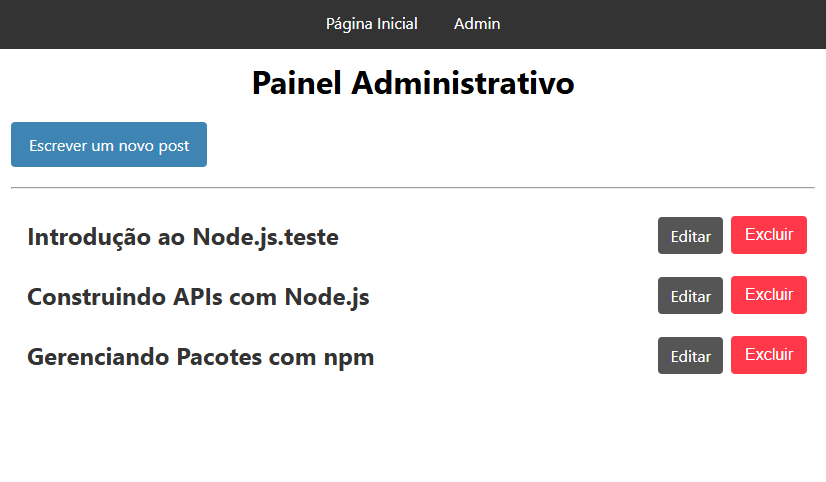 Página Inicial Admin
Painel Administrativo
Escrever um novo post
Introdução ao Node.js.teste Editar Excluir
Construindo APIs com Node.js Editar Excluir
Gerenciando Pacotes com npm Editar Excluir